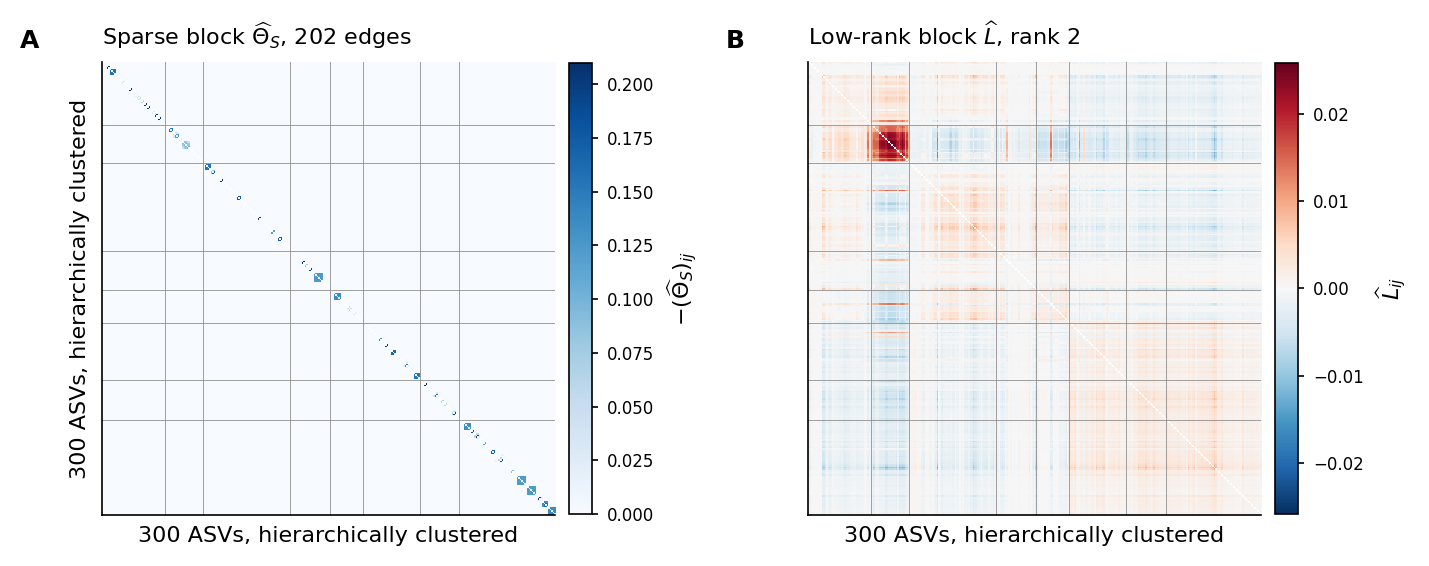 A
Sparse block Θ̂_S, 202 edges
300 ASVs, hierarchically clustered
300 ASVs, hierarchically clustered
0.200
0.175
0.150
0.125
0.100
0.075
0.050
0.025
0.000
−(Θ̂_S)_ij
B
Low-rank block L̂, rank 2
300 ASVs, hierarchically clustered
0.02
0.01
0.00
−0.01
−0.02
L̂_ij